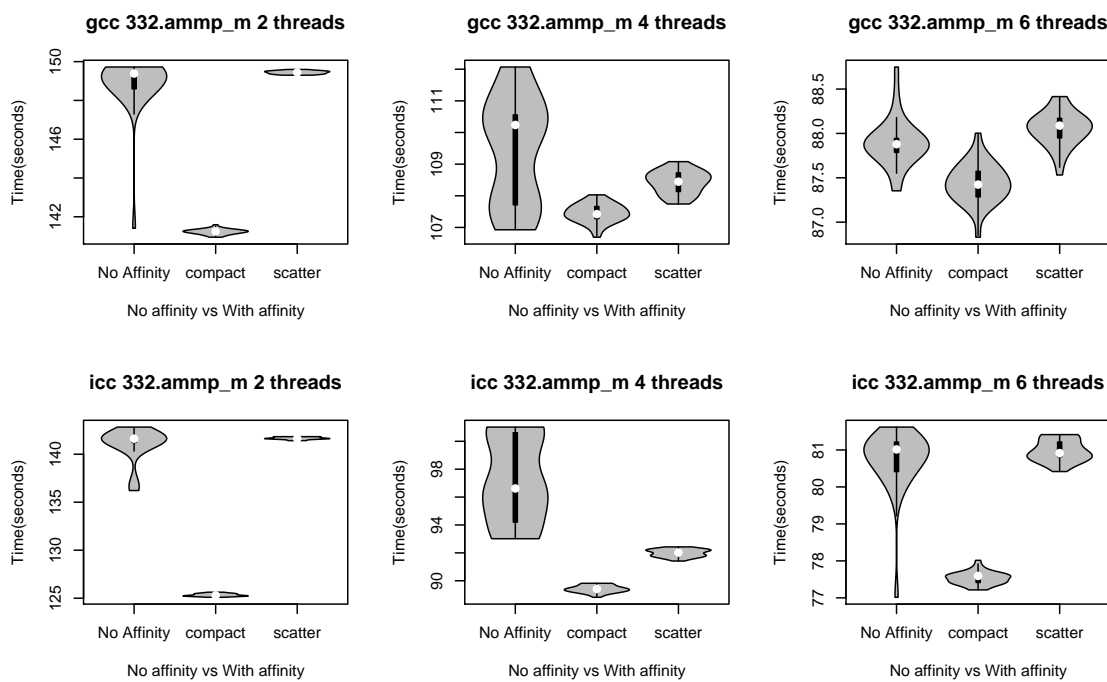 gcc 332.ammp_m 2 threads
Time(seconds)
150
146
142
No Affinity compact scatter
No affinity vs With affinity
gcc 332.ammp_m 4 threads
Time(seconds)
111
109
107
No Affinity compact scatter
No affinity vs With affinity
gcc 332.ammp_m 6 threads
Time(seconds)
88.5
88.0
87.5
87.0
No Affinity compact scatter
No affinity vs With affinity
icc 332.ammp_m 2 threads
Time(seconds)
140
135
130
125
No Affinity compact scatter
No affinity vs With affinity
icc 332.ammp_m 4 threads
Time(seconds)
98
94
90
No Affinity compact scatter
No affinity vs With affinity
icc 332.ammp_m 6 threads
Time(seconds)
81
80
79
78
77
No Affinity compact scatter
No affinity vs With affinity